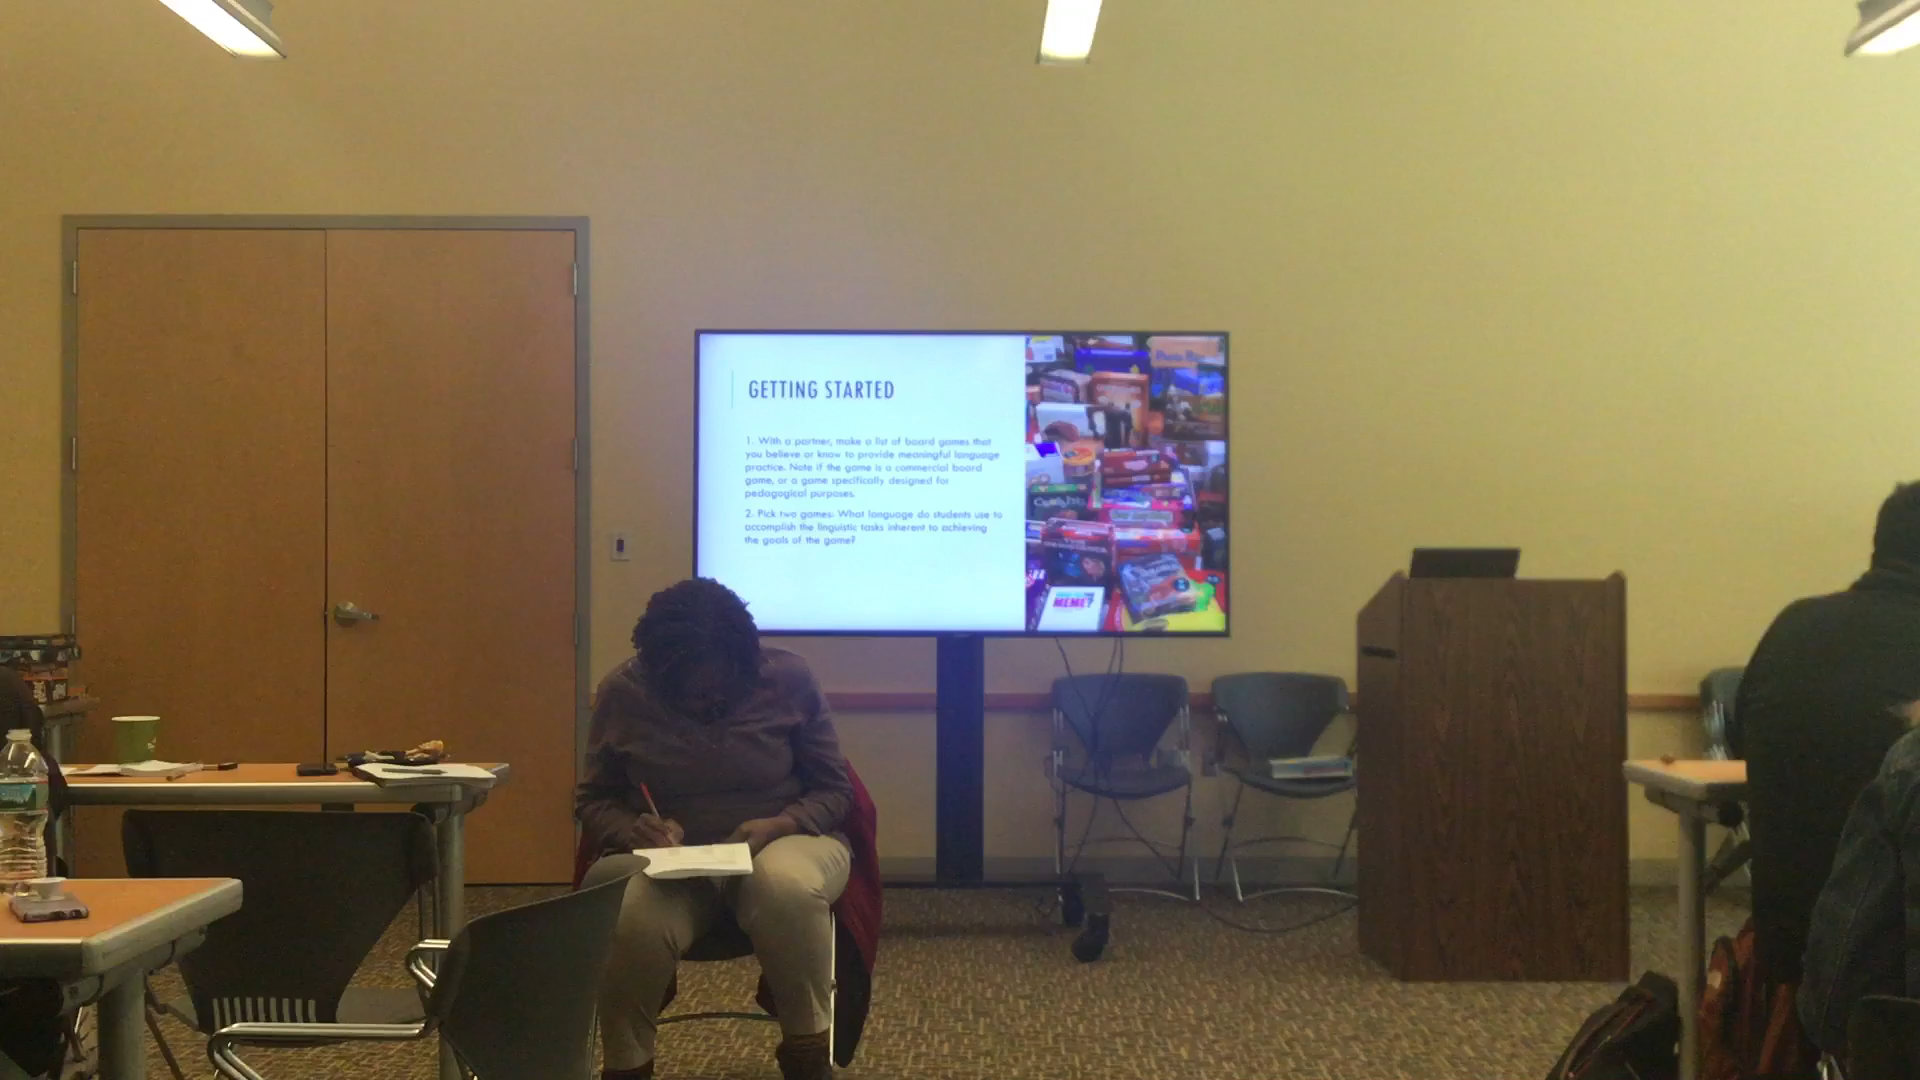 GETTING STARTED
1. With a partner, make a list of board games that
you believe or know to provide meaningful language
practice. Note if the game is a commercial board
game, or a game specifically designed for
pedagogical purposes.
2. Pick two games: What language do students use to
accomplish the linguistic tasks inherent to achieving
the goals of the game?
MEME?